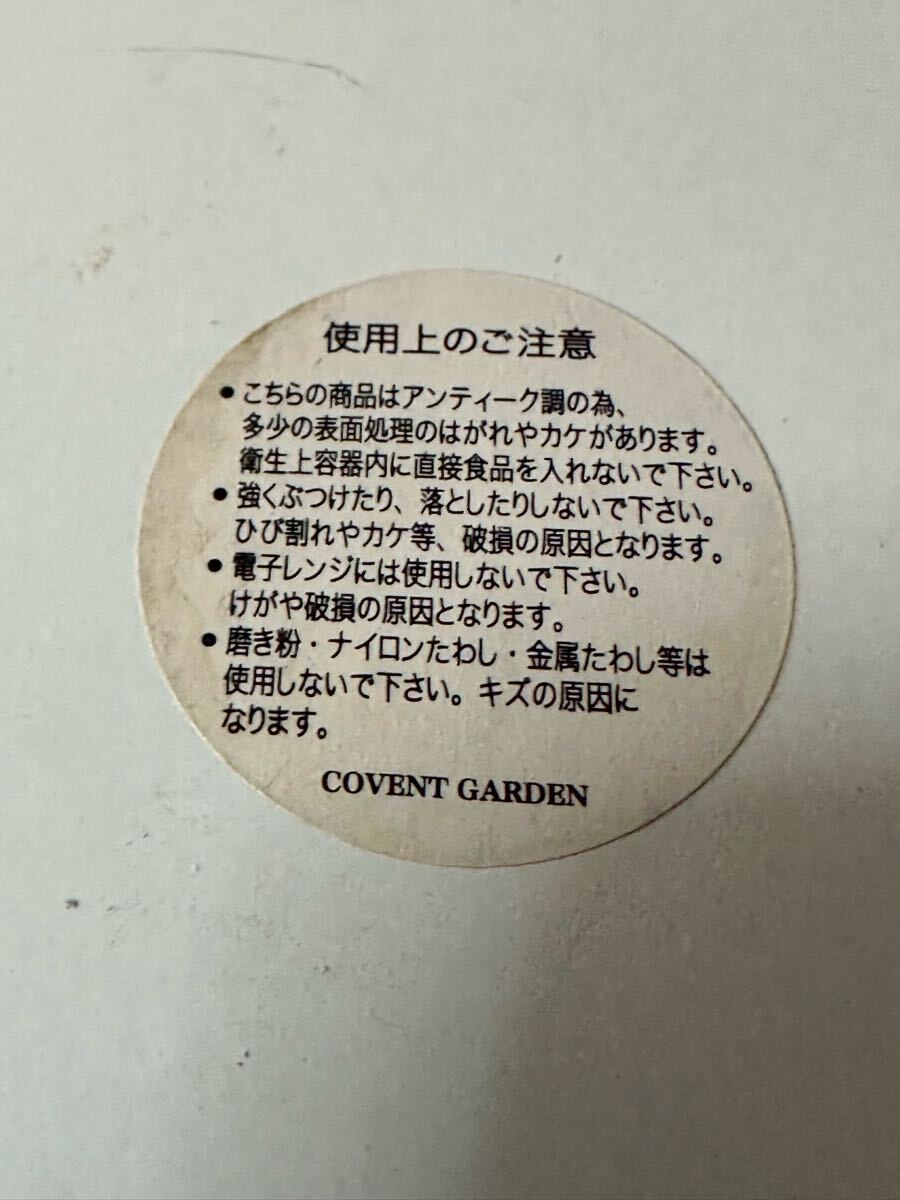 使用上のご注意
●こちらの商品はアンティーク調の為、
多少の表面処理のはがれやカケがあります。
衛生上容器内に直接食品を入れないで下さい。
●強くぶつけたり、落としたりしないで下さい。
ひび割れやカケ等、破損の原因となります。
●電子レンジには使用しないで下さい。
けがや破損の原因となります。
●磨き粉・ナイロンたわし・金属たわし等は
使用しないで下さい。キズの原因に
なります。
COVENT GARDEN